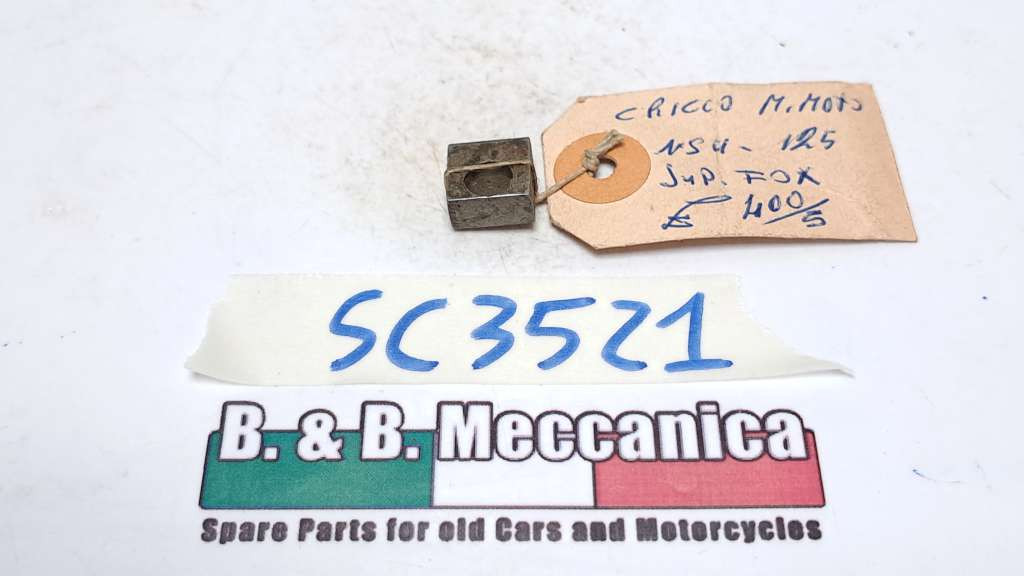 CRICCO M.MOTO
NSU - 125
SUP. FOX
£ 400/5
SC3521
B. & B. Meccanica
Spare Parts for old Cars and Motorcycles